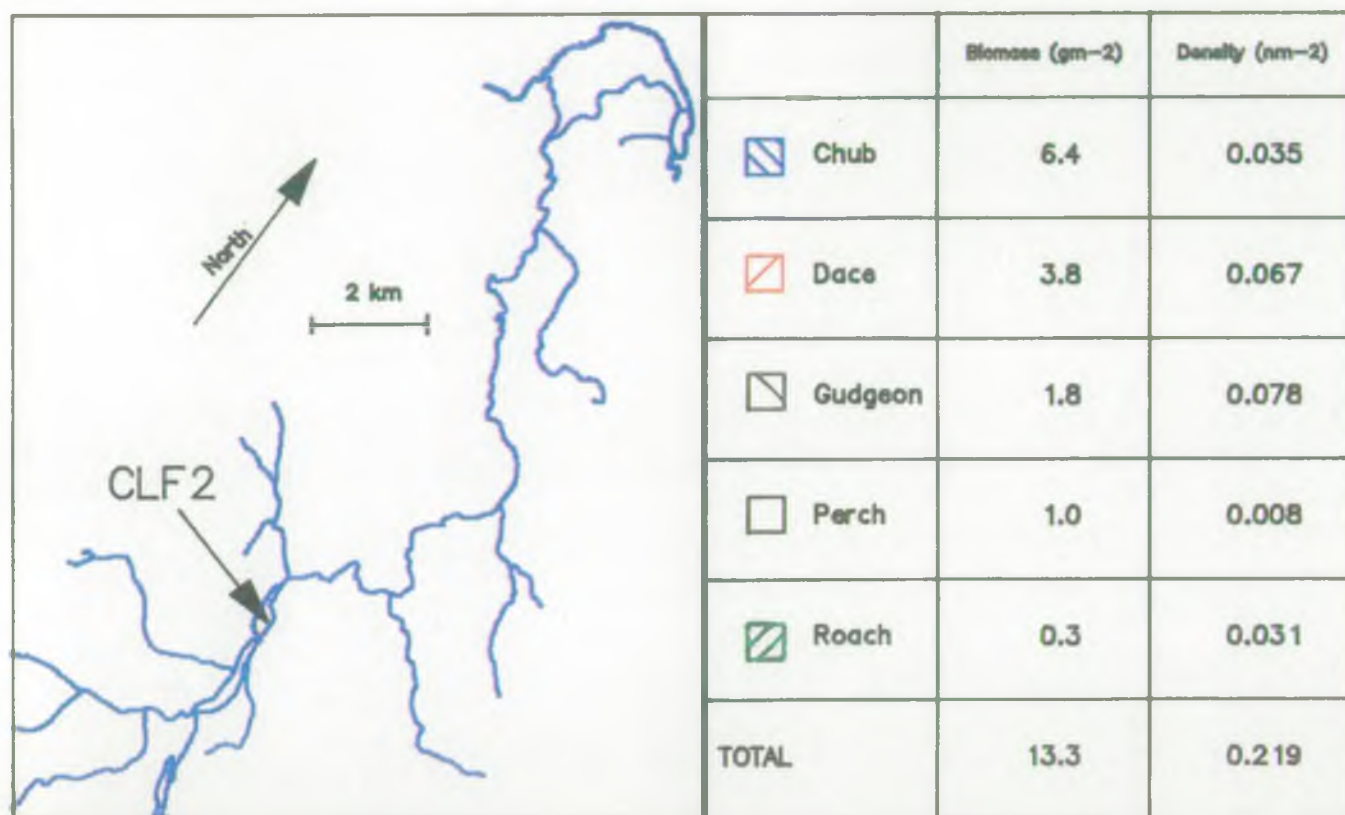 North
2 km
CLF2
Biomass (gm-2) Density (nm-2)
Chub 6.4 0.035
Dace 3.8 0.067
Gudgeon 1.8 0.078
Perch 1.0 0.008
Roach 0.3 0.031
TOTAL 13.3 0.219